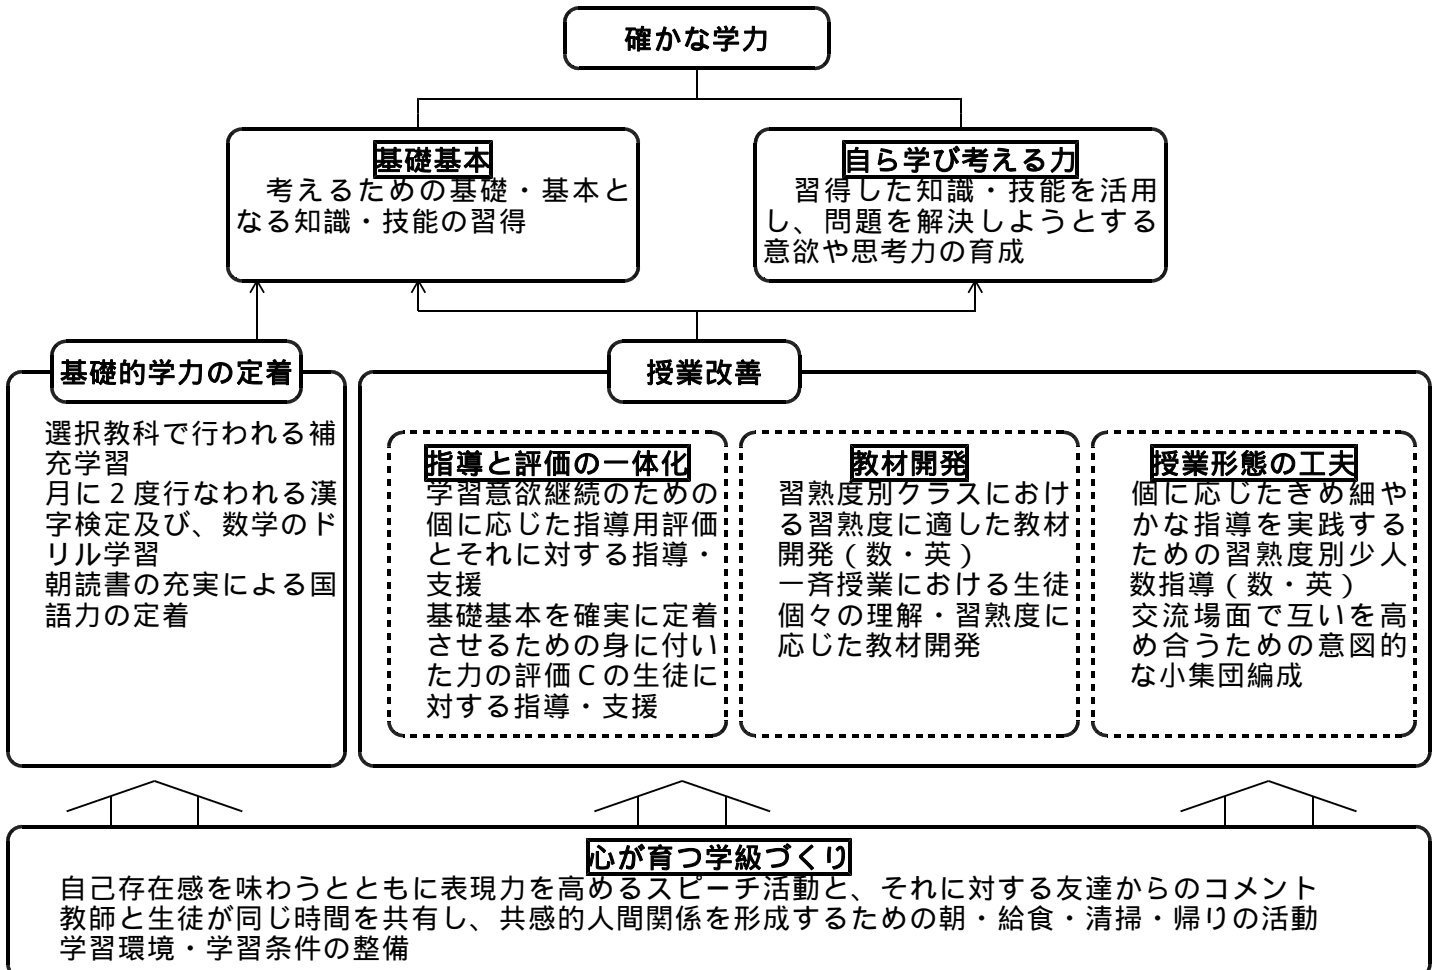 確かな学力
基礎基本
考えるための基礎・基本と
なる知識・技能の習得
自ら学び考える力
習得した知識・技能を活用
し、問題を解決しようとする
意欲や思考力の育成
基礎的学力の定着
選択教科で行われる補
充学習
月に2度行なわれる漢
字検定及び、数学のド
リル学習
朝読書の充実による国
語力の定着
授業改善
指導と評価の一体化
学習意欲継続のための
個に応じた指導用評価
とそれに対する指導・
支援
基礎基本を確実に定着
させるための身に付い
た力の評価Cの生徒に
対する指導・支援
教材開発
習熟度別クラスにおけ
る習熟度に適した教材
開発（数・英）
一斉授業における生徒
個々の理解・習熟度に
応じた教材開発
授業形態の工夫
個に応じたきめ細や
かな指導を実践する
ための習熟度別少人
数指導（数・英）
交流場面で互いを高
め合うための意図的
な小集団編成
心が育つ学級づくり
自己存在感を味わうとともに表現力を高めるスピーチ活動と、それに対する友達からのコメント
教師と生徒が同じ時間を共有し、共感的人間関係を形成するための朝・給食・清掃・帰りの活動
学習環境・学習条件の整備